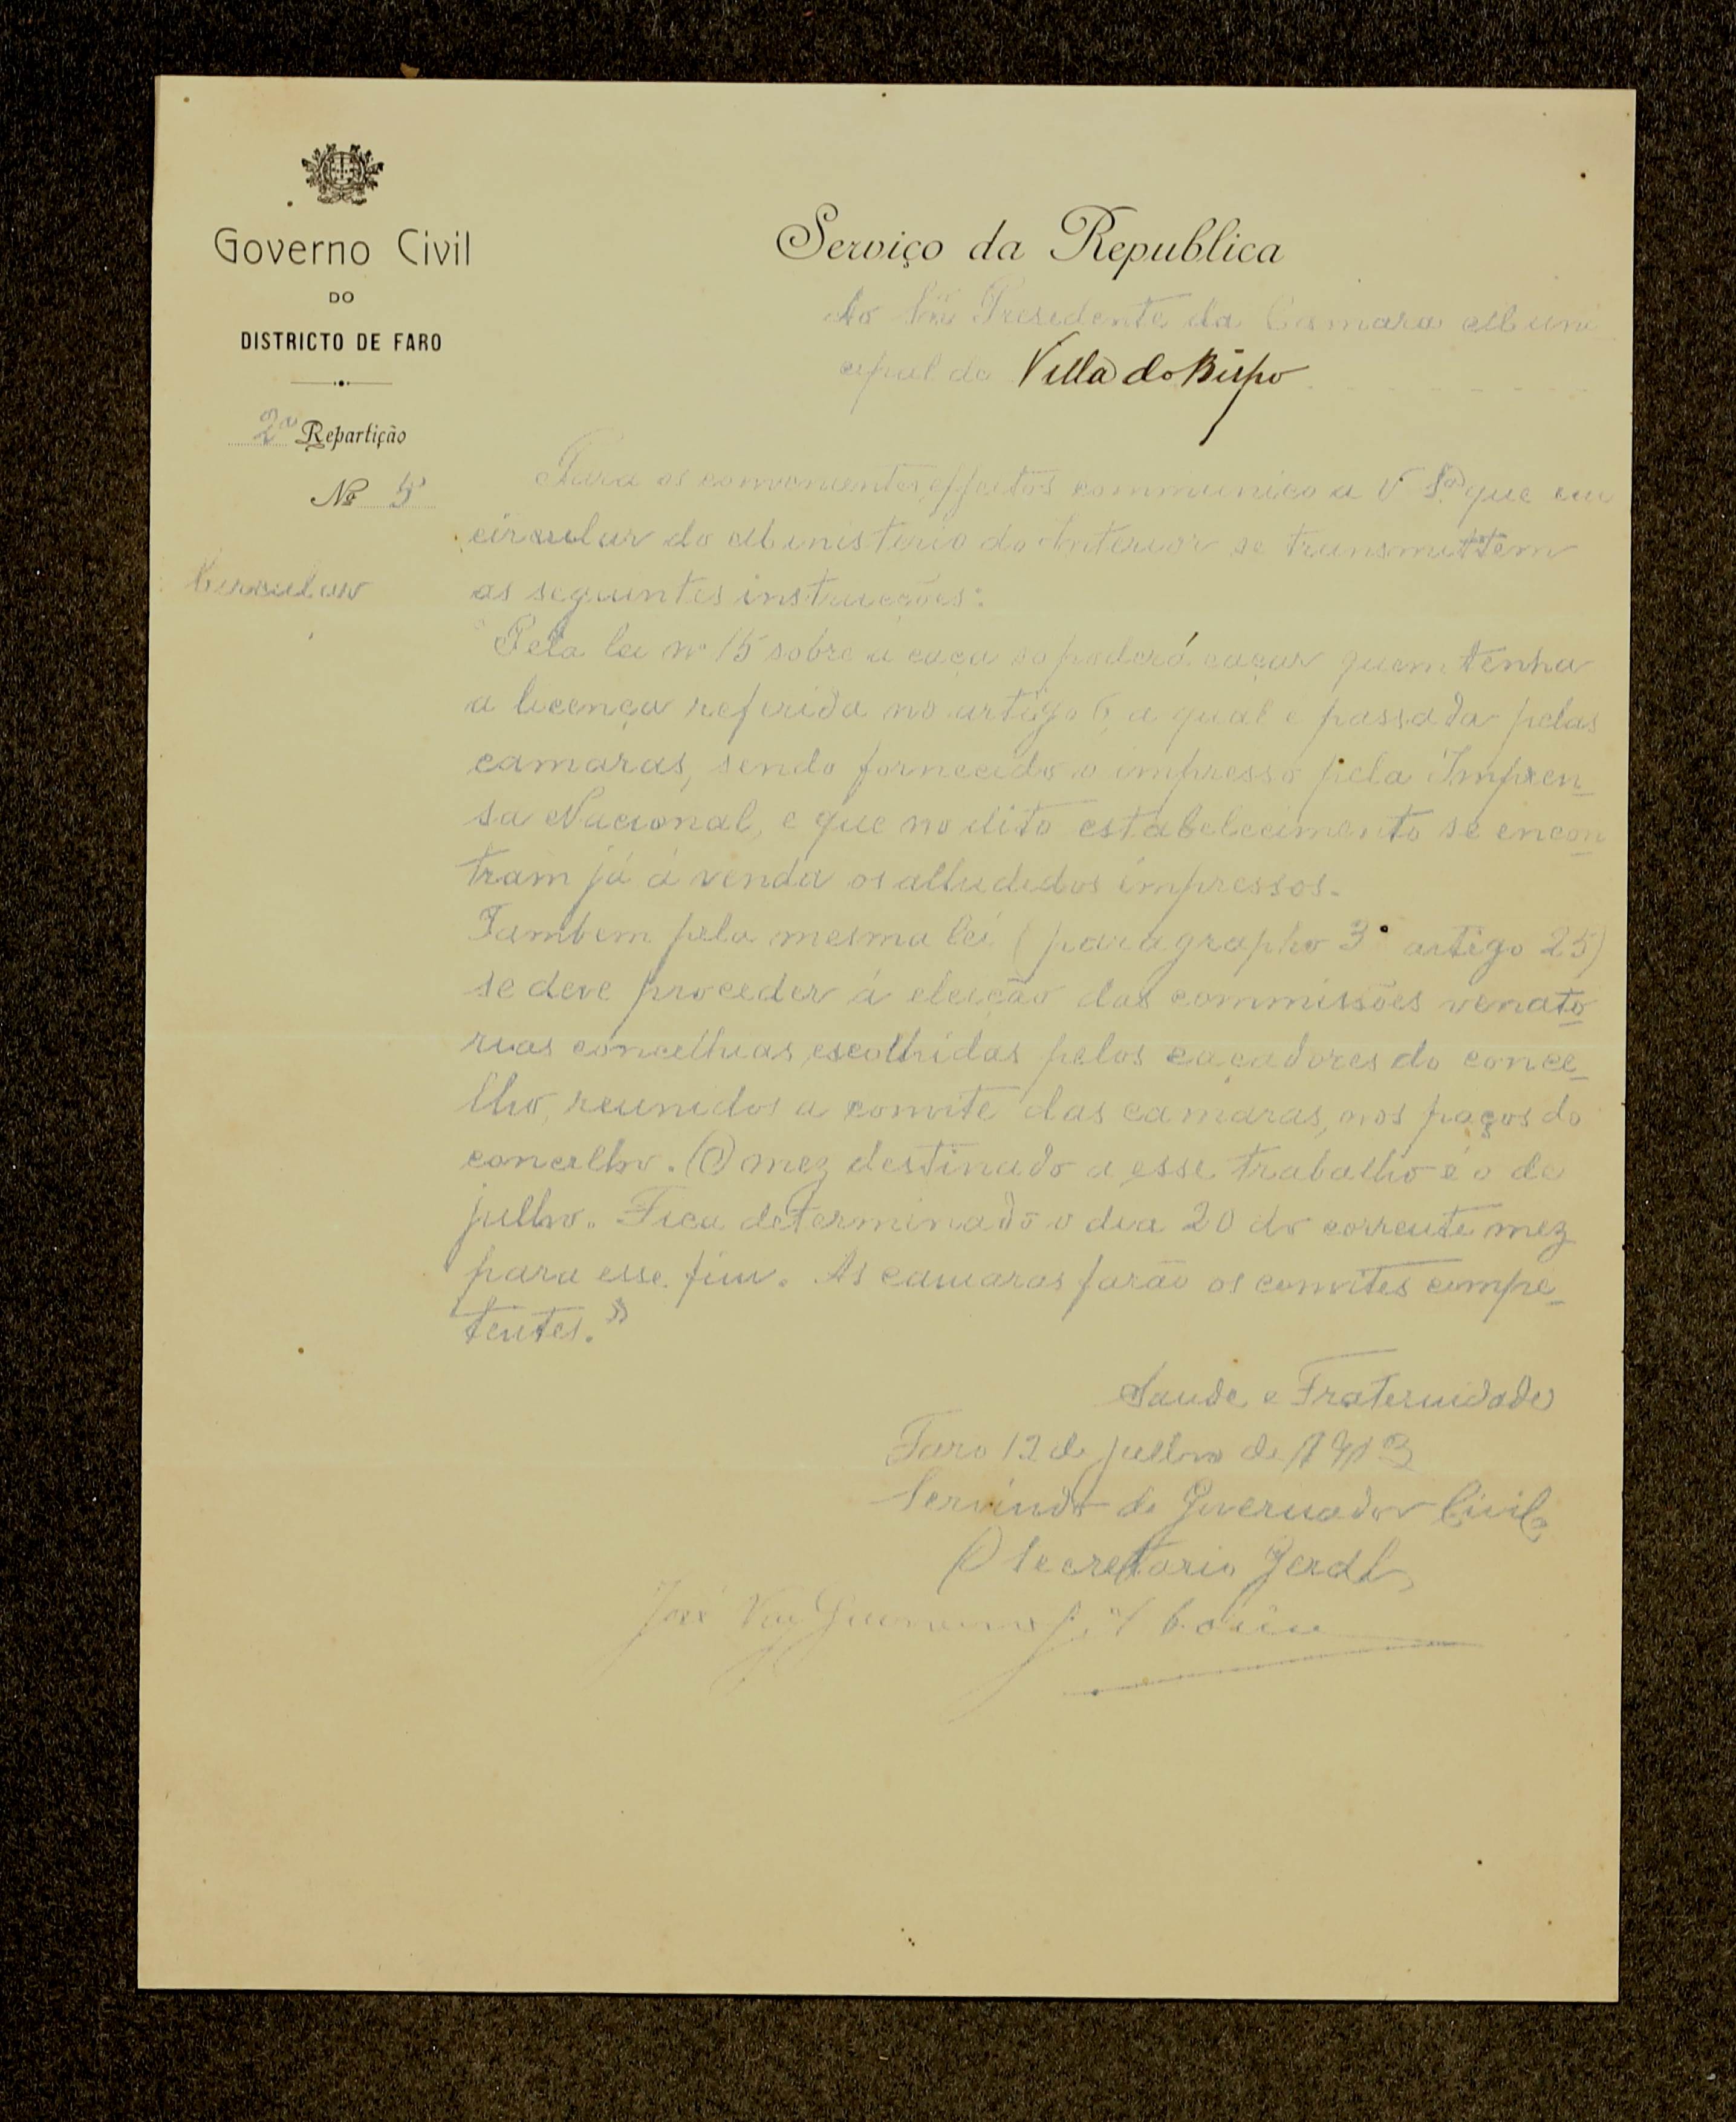 Governo Civil
DO
DISTRICTO DE FARO
2ª Repartição
Nº 5
Circular
Serviço da Republica
Ao Snr Presidente da Camara Muni
cipal de Villa do Bispo
Para os convenientes effeitos communico a V. Sª que em
circular do Ministerio do Interior se transmittem
as seguintes instrucções:
"Pela lei nº 15 sobre a caça so poderá caçar quem tenha
a licença referida no artigo 6, a qual é passada pelas
camaras, sendo fornecido o impresso pela Impren-
sa Nacional, e que no dito estabelecimento se encon-
tram já á venda os alludidos impressos.
Tambem pela mesma lei (paragrapho 3º artigo 25)
se deve proceder á eleição das commissões venato-
rias concelhias, escolhidas pelos caçadores do conce-
lho, reunidos a convite das camaras, nos paços do
concelho. O mez destinado a esse trabalho é o de
julho. Fica determinado o dia 20 do corrente mez
para esse fim. As camaras farão os convites compe-
tentes."
Saude e Fraternidade
Faro 12 de julho de 1913
Servindo de Governador Civil
O Secretario Geral
José Vaz